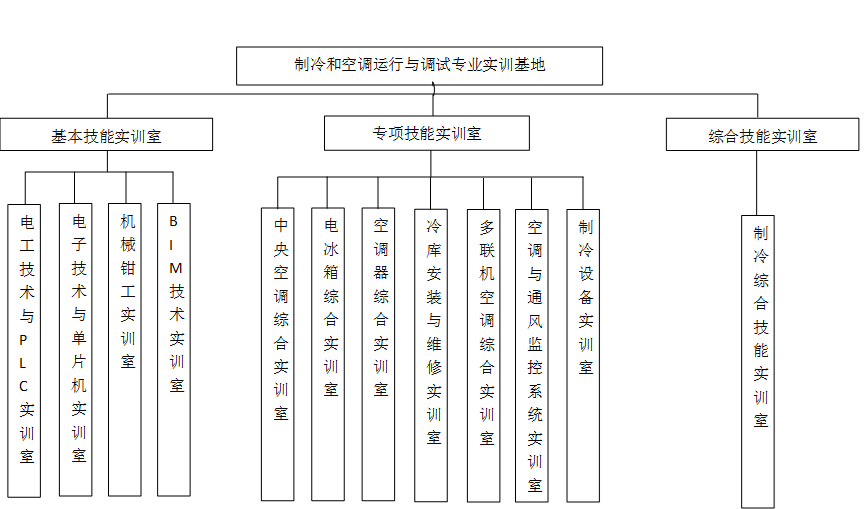 制冷和空调运行与调试专业实训基地
基本技能实训室
专项技能实训室
综合技能实训室
电工技术与PLC实训室
电子技术与单片机实训室
机械钳工实训室
BIM技术实训室
中央空调综合实训室
电冰箱综合实训室
空调器综合实训室
冷库安装与维修实训室
多联机空调综合实训室
空调与通风监控系统实训室
制冷设备实训室
制冷综合技能实训室